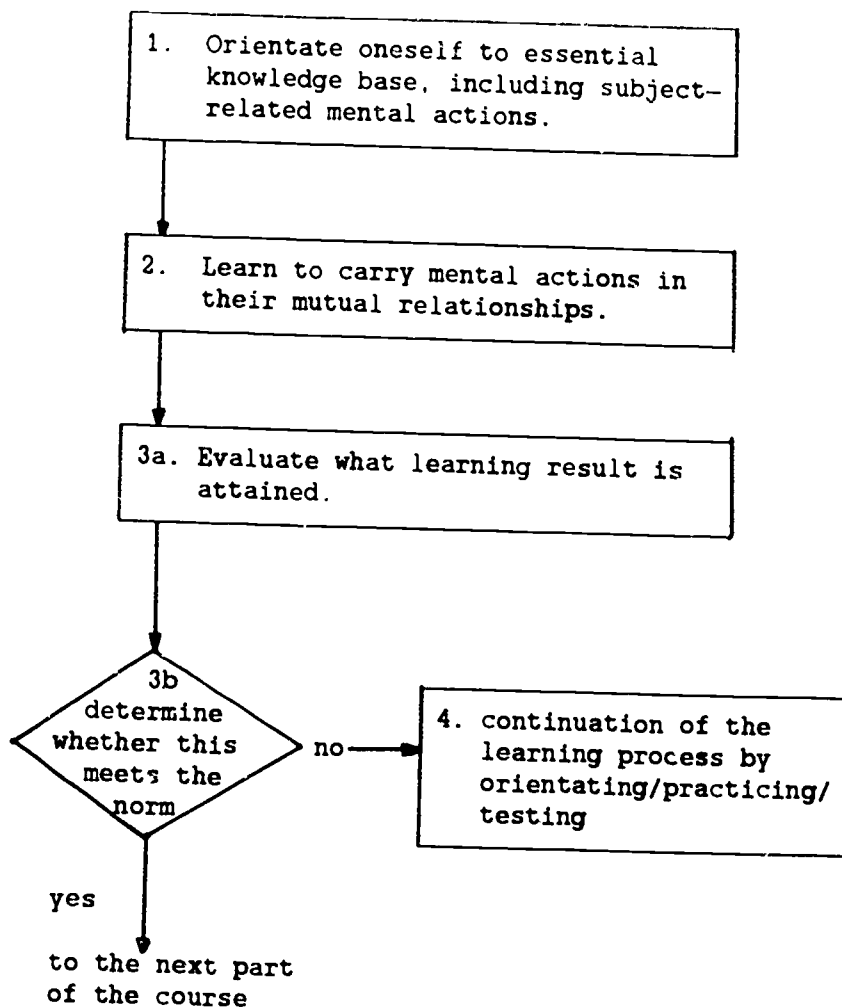 1. Orientate oneself to essential
knowledge base, including subject-
related mental actions.
2. Learn to carry mental actions in
their mutual relationships.
3a. Evaluate what learning result is
attained.
3b
determine
whether this
meets the
norm
no
4. continuation of the
learning process by
orientating/practicing/
testing
yes
to the next part
of the course